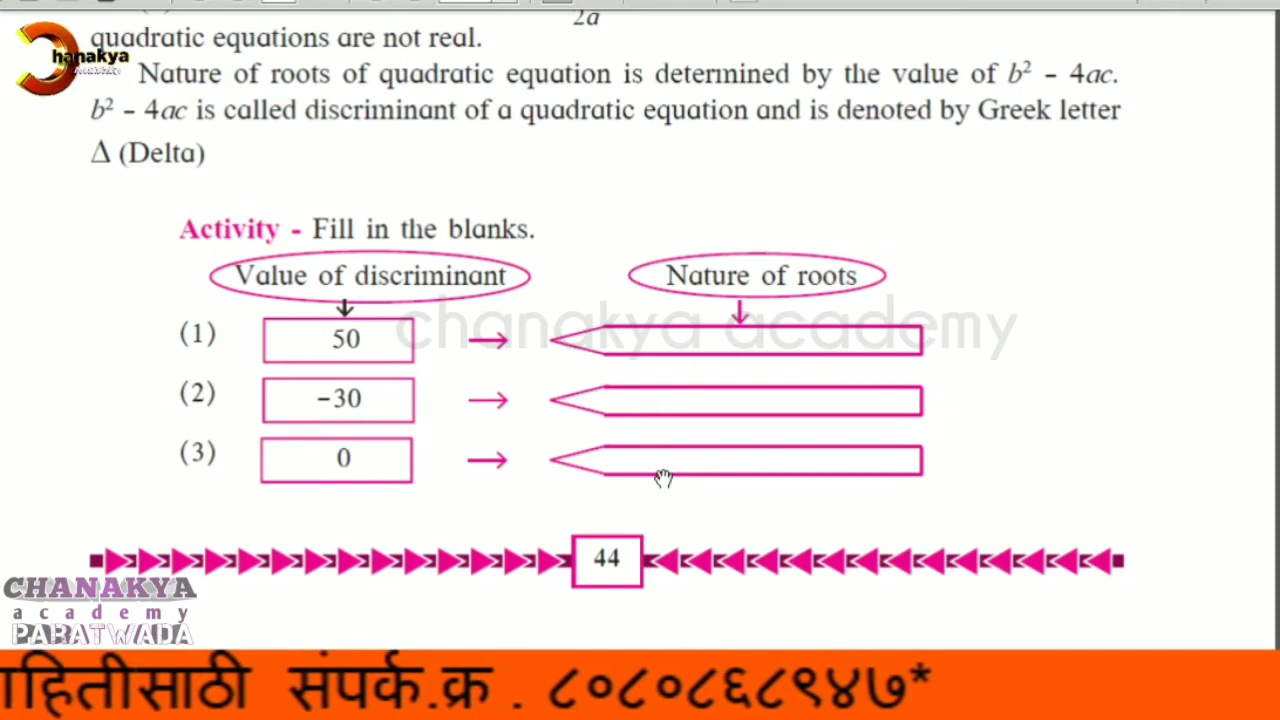 2a
quadratic equations are not real.
hanakya
Nature of roots of quadratic equation is determined by the value of b² – 4ac.
b² – 4ac is called discriminant of a quadratic equation and is denoted by Greek letter
Δ (Delta)
Activity - Fill in the blanks.
Value of discriminant
Nature of roots
chanakya academy
(1) 50
(2) –30
(3) 0
44
CHANAKYA
academy
PARATWADA
ाहितीसाठी संपर्क.क्र . ८०८०८६८९४७*